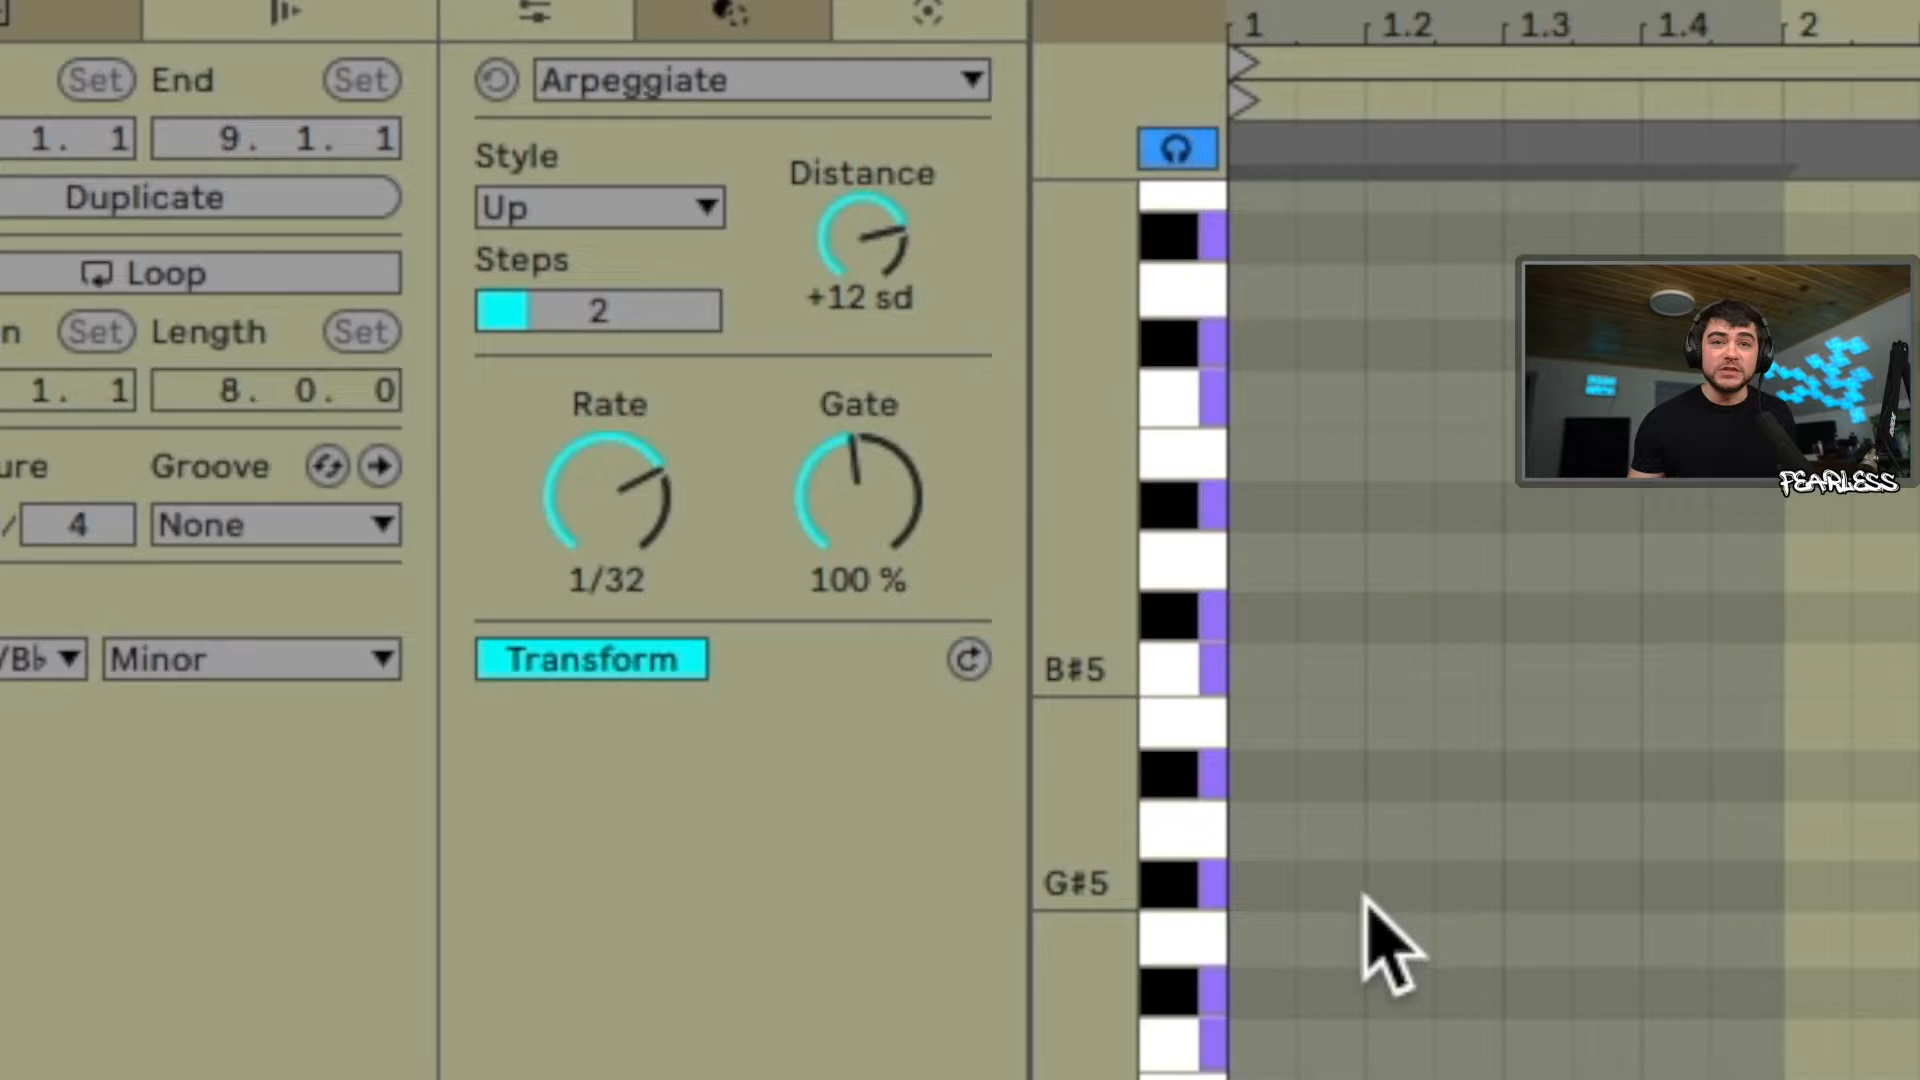 1 1.2 1.3 1.4 2
Set End Set
1. 1 9. 1. 1
Duplicate
Loop
n Set Length Set
1. 1 8. 0. 0
ure Groove
/ 4 None
/B♭ Minor
Arpeggiate
Style
Up
Distance
+12 sd
Steps
2
Rate Gate
1/32 100 %
Transform
B♯5
G♯5
FEARLESS